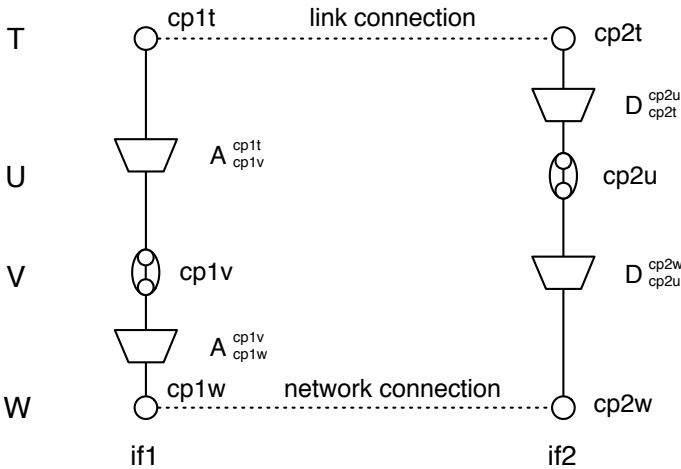 T cp1t link connection cp2t
D cp2u cp2t
A cp1t cp1v
U cp2u
V cp1v
D cp2w cp2u
A cp1v cp1w
W cp1w network connection cp2w
if1 if2